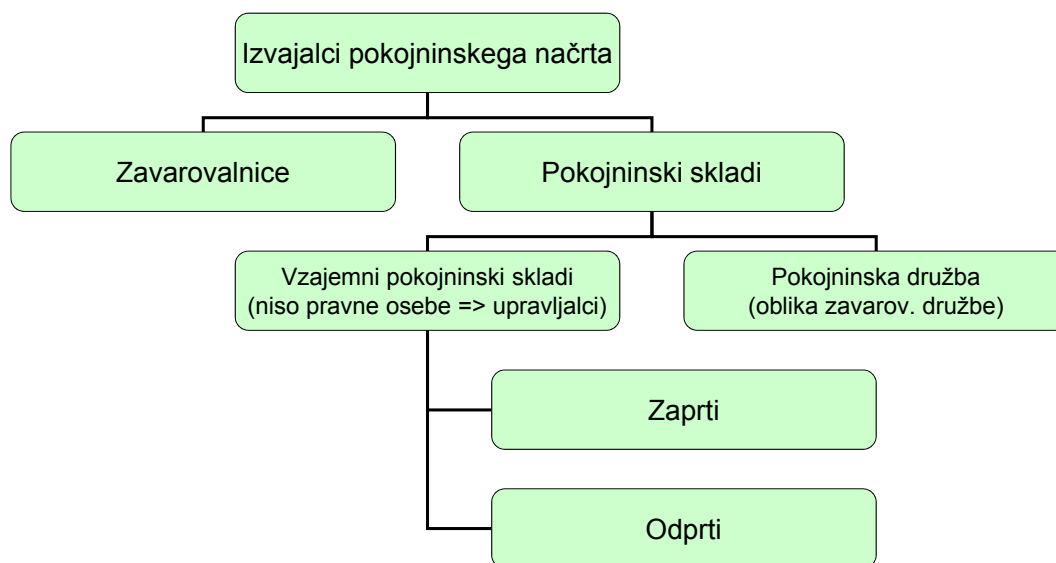 Izvajalci pokojninskega načrta
Zavarovalnice
Pokojninski skladi
Vzajemni pokojninski skladi
(niso pravne osebe => upravljalci)
Pokojninska družba
(oblika zavarov. družbe)
Zaprti
Odprti